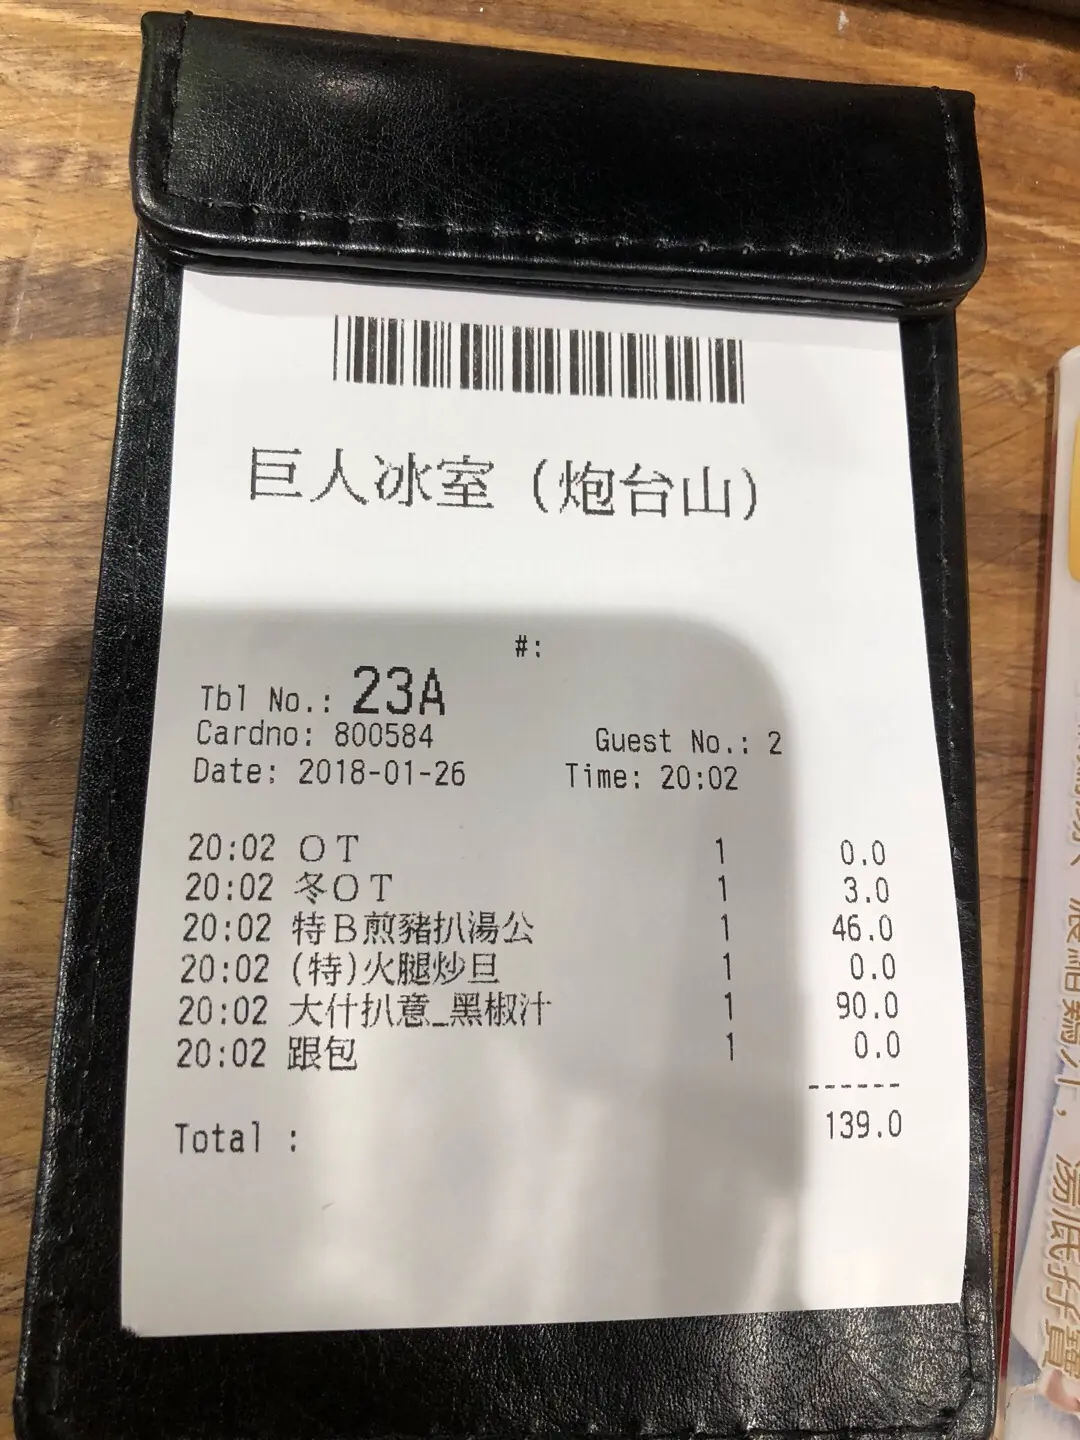 巨人冰室（炮台山）
#:
Tbl No.: 23A
Cardno: 800584 Guest No.: 2
Date: 2018-01-26 Time: 20:02
20:02 ＯＴ 1 0.0
20:02 冬ＯＴ 1 3.0
20:02 特Ｂ煎豬扒湯公 1 46.0
20:02 (特)火腿炒旦 1 0.0
20:02 大什扒意_黑椒汁 1 90.0
20:02 跟包 1 0.0
------
Total : 139.0